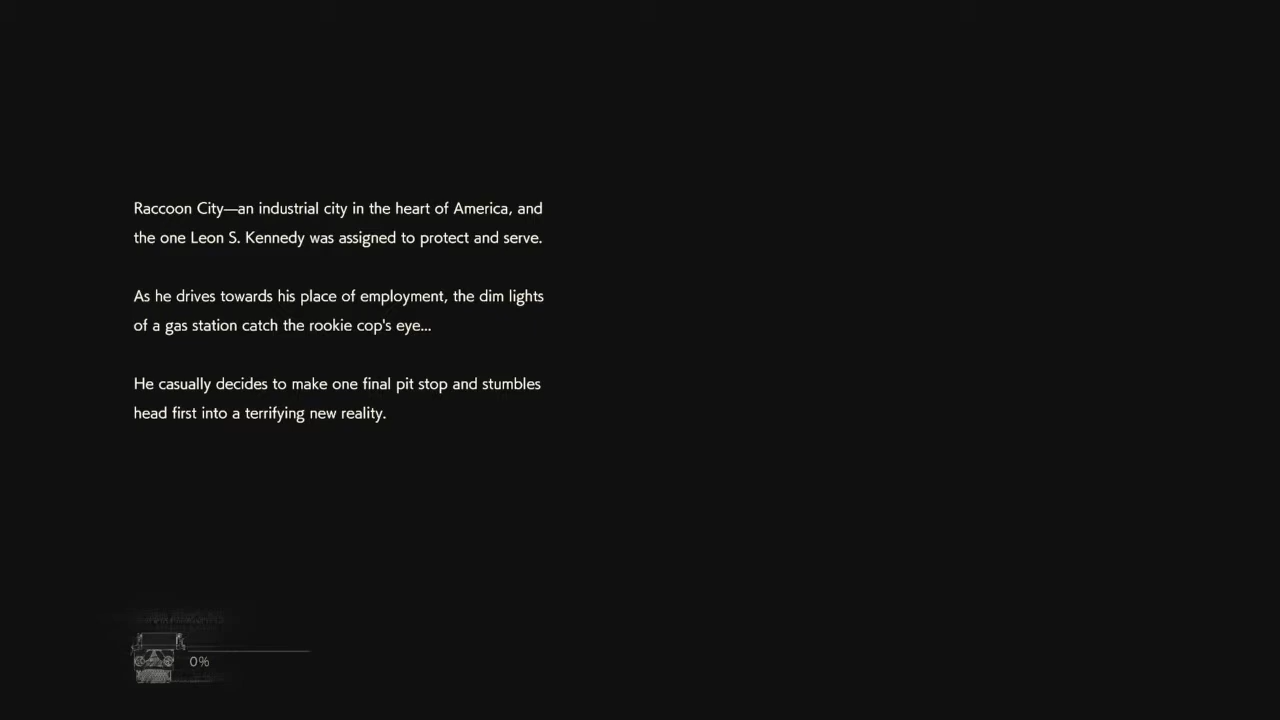 Raccoon City—an industrial city in the heart of America, and
the one Leon S. Kennedy was assigned to protect and serve.
As he drives towards his place of employment, the dim lights
of a gas station catch the rookie cop's eye...
He casually decides to make one final pit stop and stumbles
head first into a terrifying new reality.
0%